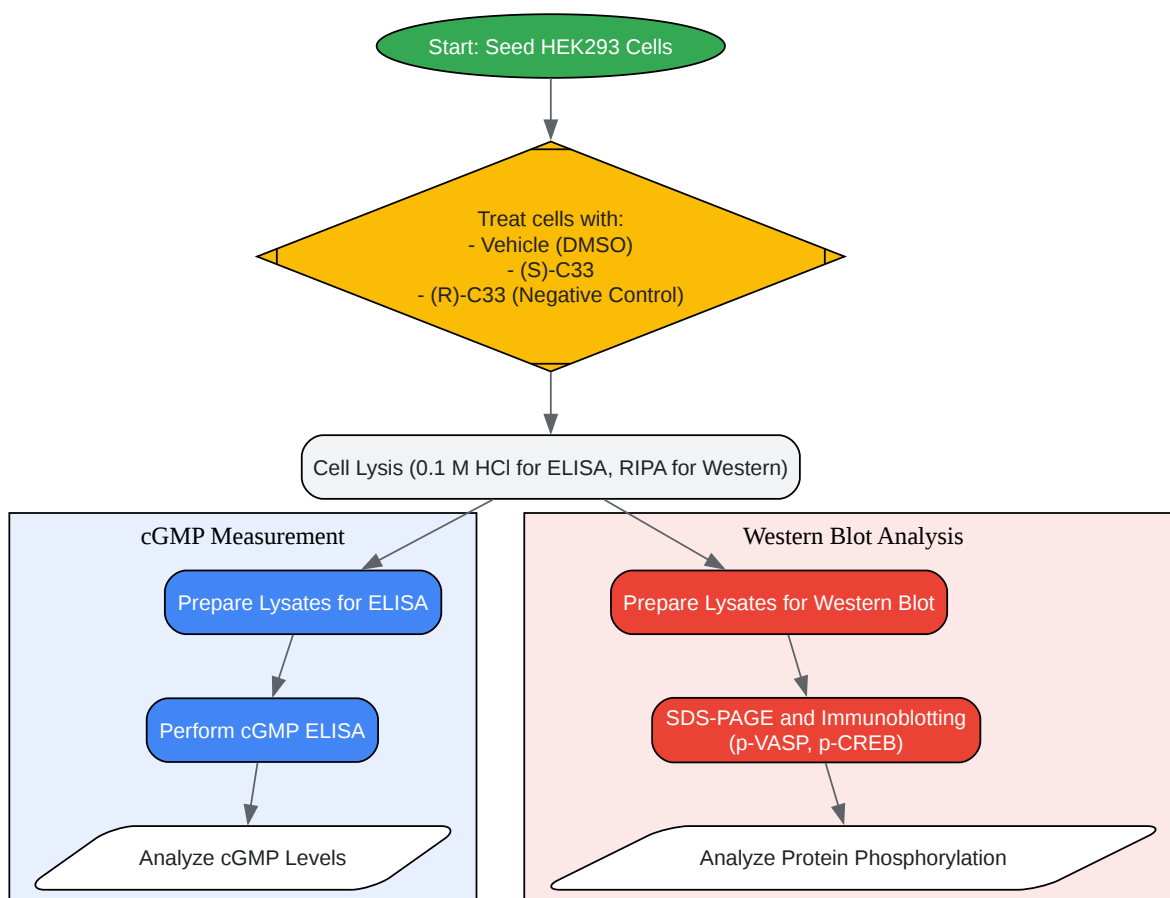 Start: Seed HEK293 Cells
Treat cells with:
- Vehicle (DMSO)
- (S)-C33
- (R)-C33 (Negative Control)
Cell Lysis (0.1 M HCl for ELISA, RIPA for Western)
cGMP Measurement
Prepare Lysates for ELISA
Perform cGMP ELISA
Analyze cGMP Levels
Western Blot Analysis
Prepare Lysates for Western Blot
SDS-PAGE and Immunoblotting
(p-VASP, p-CREB)
Analyze Protein Phosphorylation